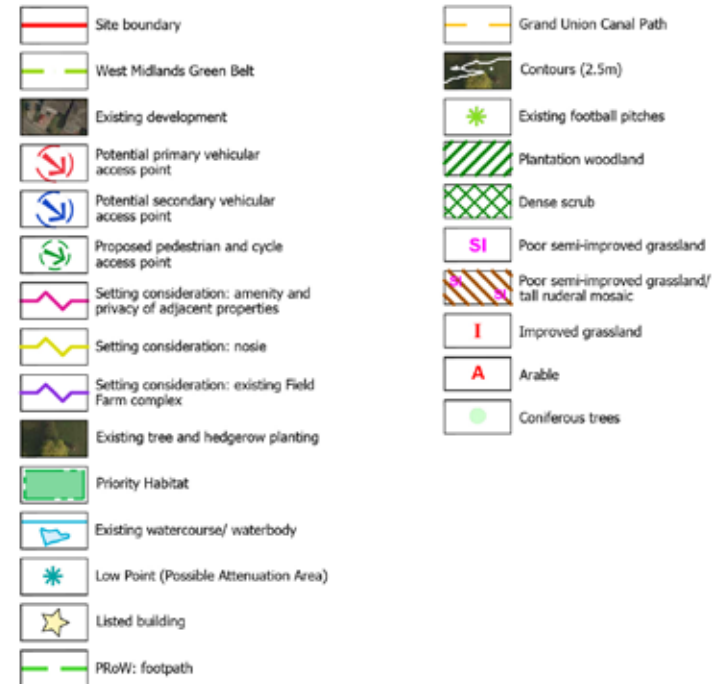 Site boundary
West Midlands Green Belt
Existing development
Potential primary vehicular
access point
Potential secondary vehicular
access point
Proposed pedestrian and cycle
access point
Setting consideration: amenity and
privacy of adjacent properties
Setting consideration: nosie
Setting consideration: existing Field
Farm complex
Existing tree and hedgerow planting
Priority Habitat
Existing watercourse/ waterbody
Low Point (Possible Attenuation Area)
Listed building
PRoW: footpath
Grand Union Canal Path
Contours (2.5m)
Existing football pitches
Plantation woodland
Dense scrub
SI Poor semi-improved grassland
SI Poor semi-improved grassland/
SI tall ruderal mosaic
I Improved grassland
A Arable
Coniferous trees